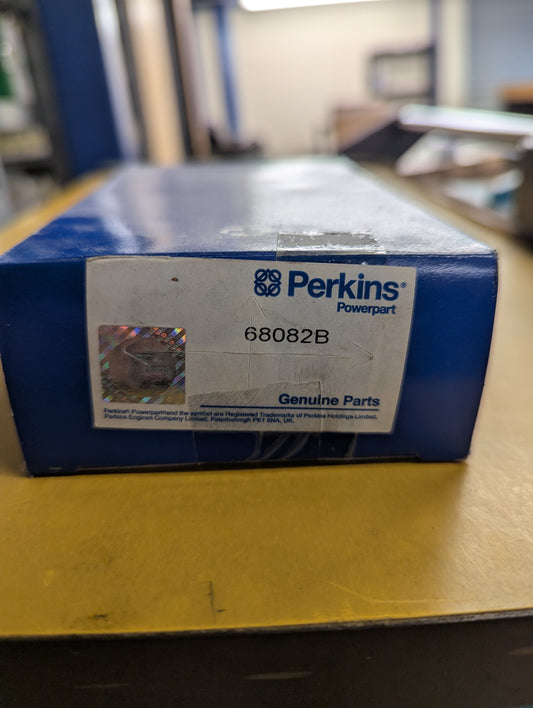 Perkins®
Powerpart
68082B
Genuine Parts
Perkins® Powerpart and the symbol are Registered Trademarks of Perkins Holdings Limited.
Perkins Engines Company Limited, Peterborough PE1 5NA, UK.